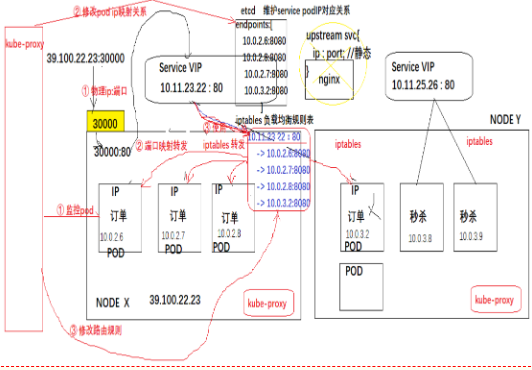 ② 修改pod ip映射关系
etcd 维护service podIP对应关系
endpoints:{
10.0.2.6:8080
10.0.2.8:8080
10.0.2.7:8080
10.0.3.2:8080
}
upstream svc{
ip : port; //静态
}
nginx
kube-proxy
39.100.22.23:30000
① 物理ip:端口
Service VIP
10.11.23.22 : 80
Service VIP
10.11.25.26 : 80
30000
30000:80
② 端口映射转发
iptables 转发
iptables 负载均衡规则表
10.11.23.22 : 80
-> 10.0.2.6:8080
-> 10.0.2.7:8080
-> 10.0.2.8:8080
-> 10.0.3.2:8080
NODE Y
iptables
iptables
① 监控pod
IP
订单
10.0.2.6
POD
IP
订单
10.0.2.7
POD
IP
订单
10.0.2.8
POD
IP
订单
10.0.3.2
POD
秒杀
10.0.3.8
秒杀
10.0.3.9
POD
NODE X
39.100.22.23
kube-proxy
kube-proxy
③ 修改路由规则